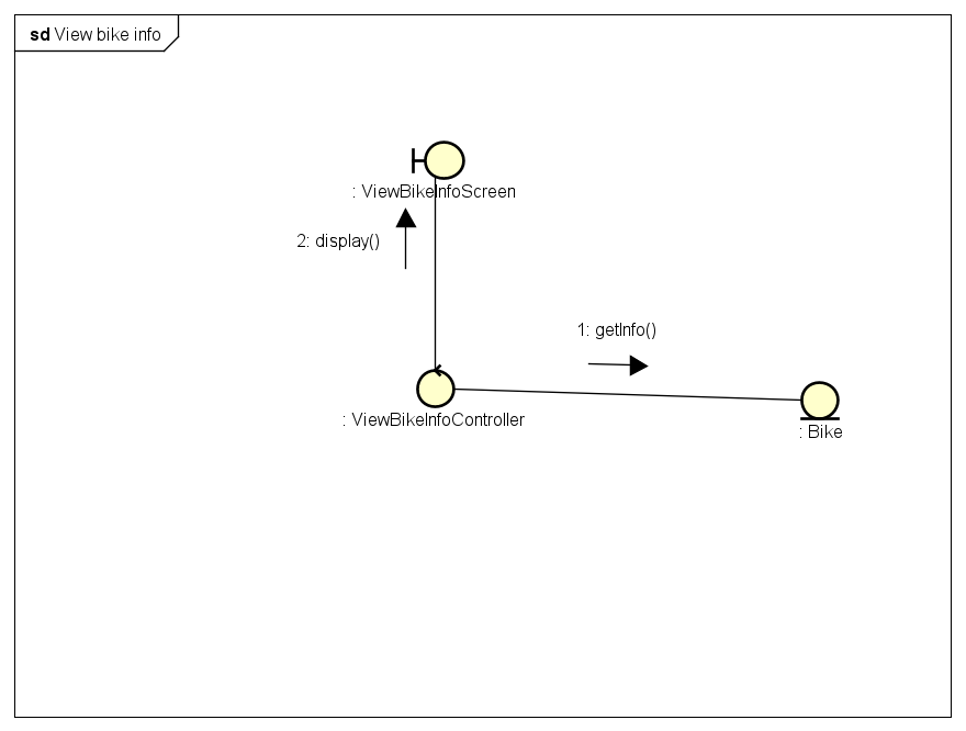 sd View bike info
: ViewBikeInfoScreen
2: display()
1: getInfo()
: ViewBikeInfoController
: Bike